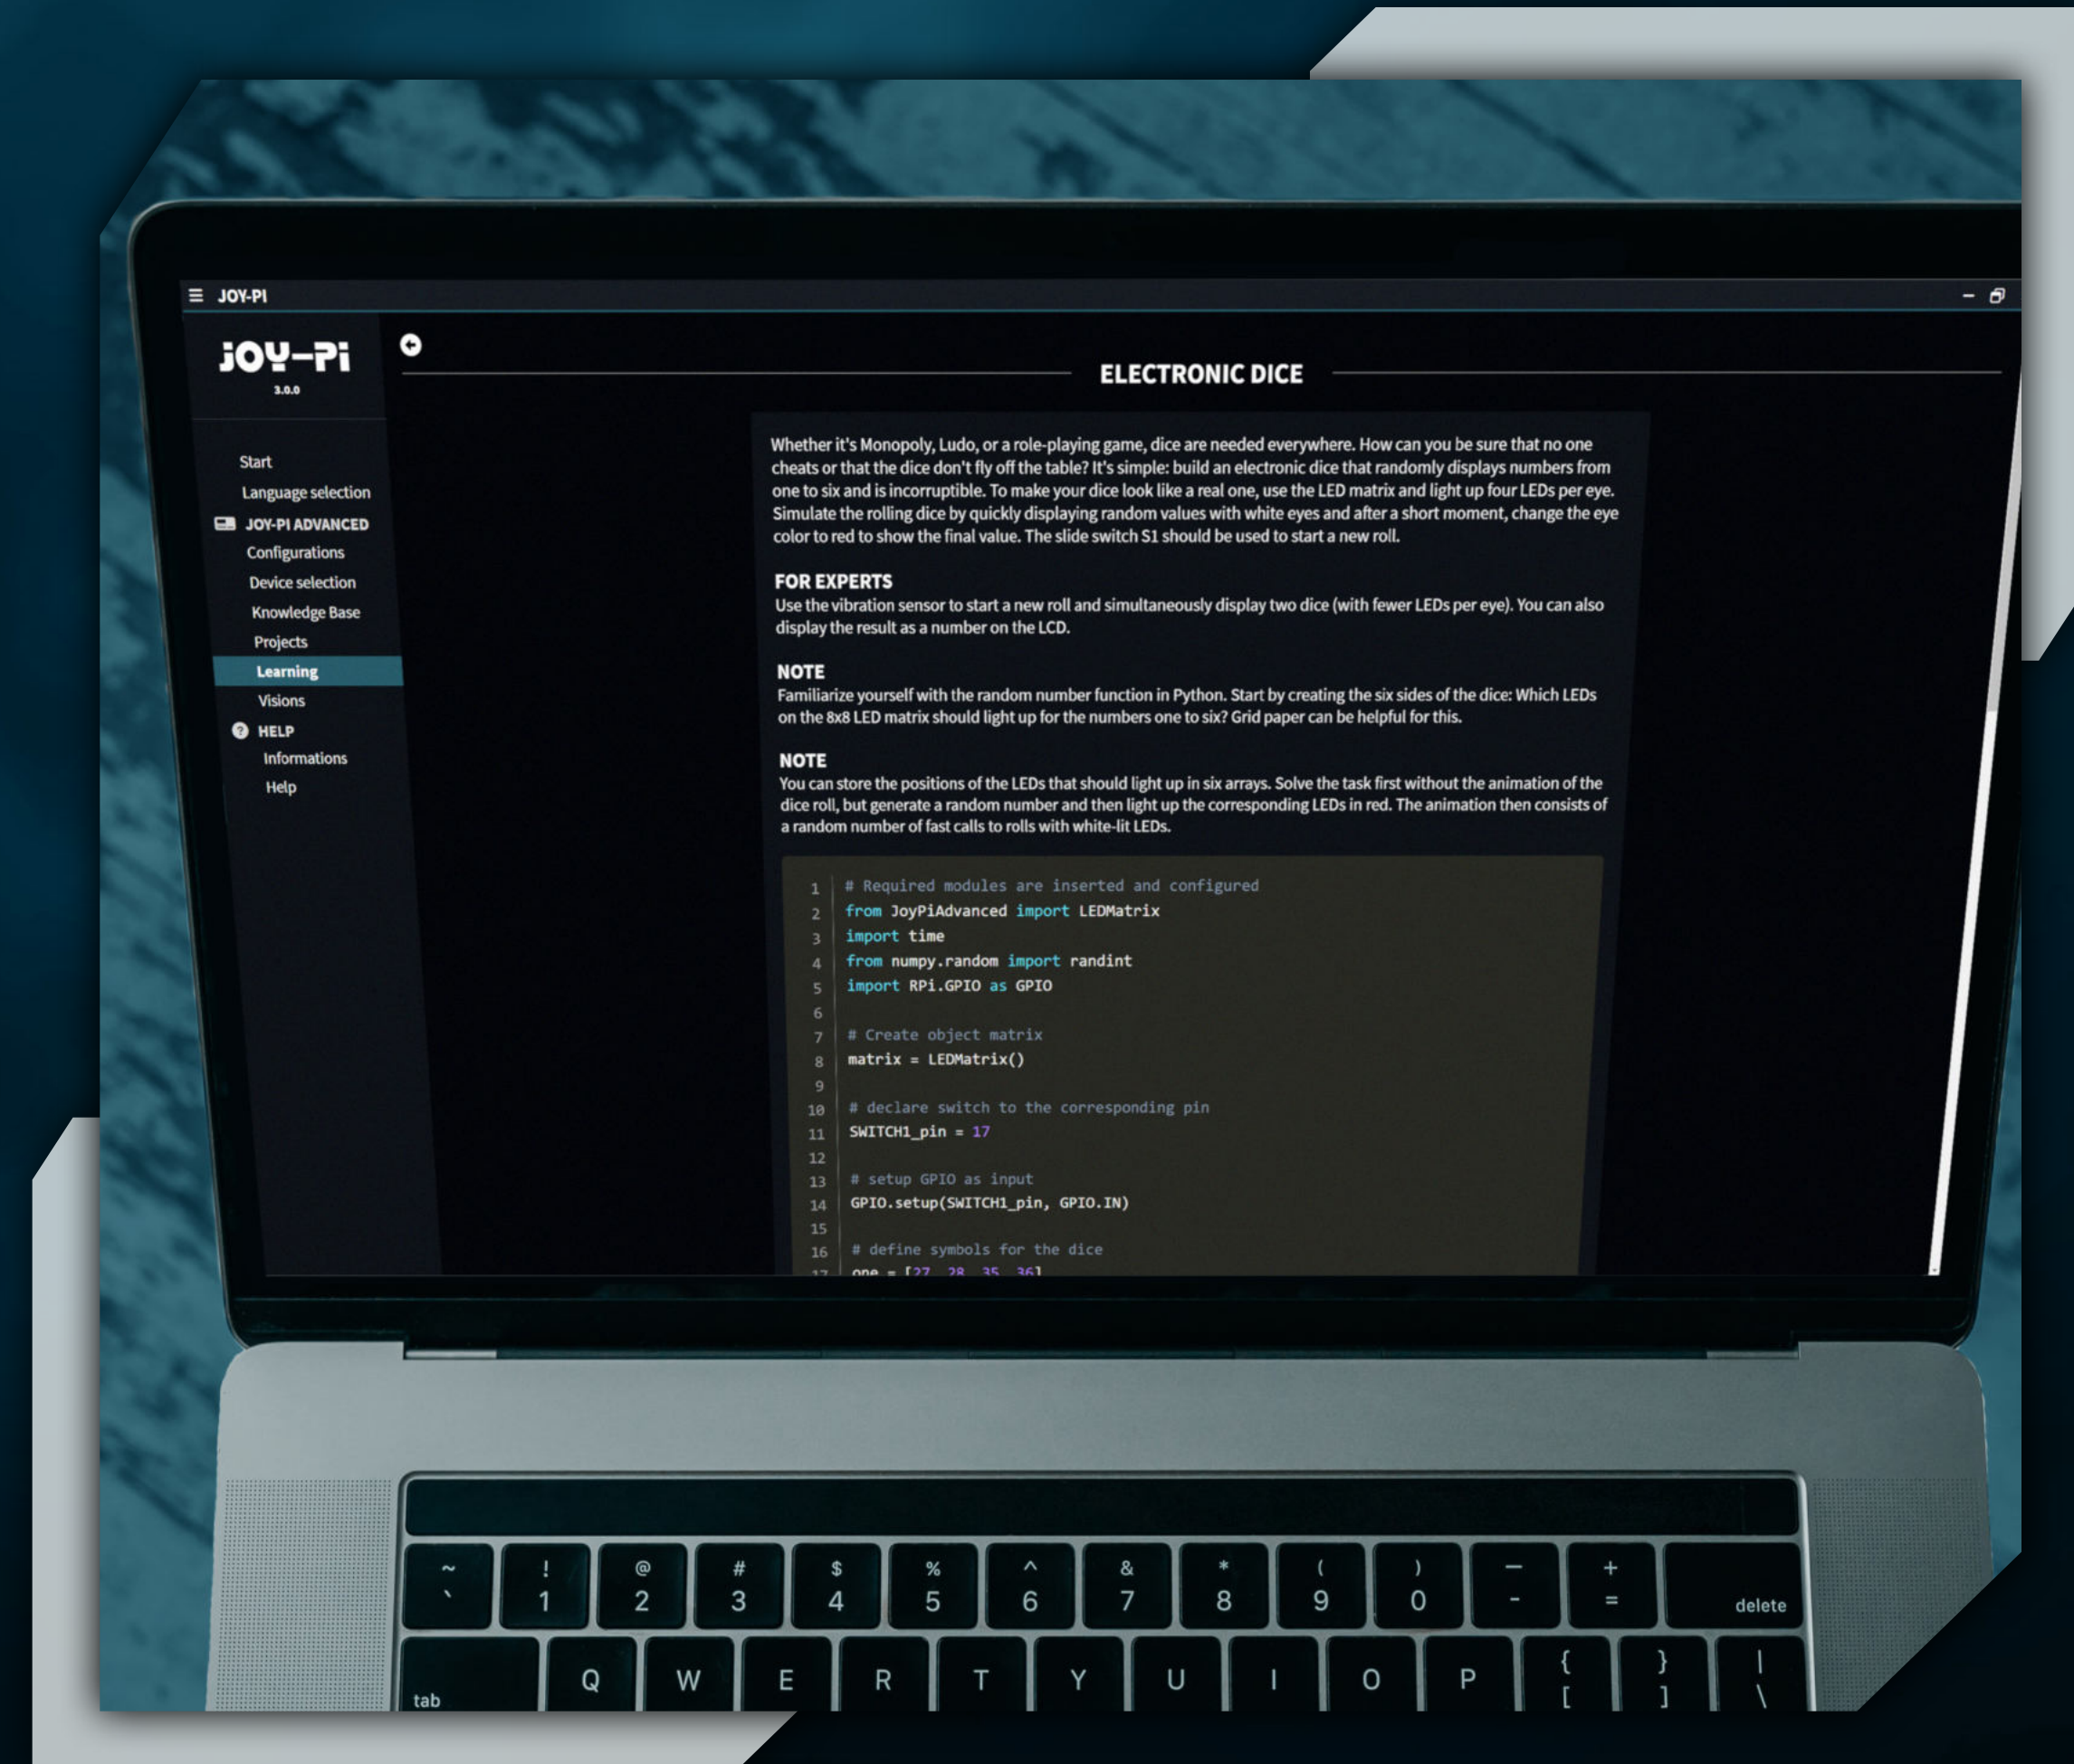 JOY-PI
JOY-Pi
3.0.0
Start
Language selection
JOY-PI ADVANCED
Configurations
Device selection
Knowledge Base
Projects
Learning
Visions
HELP
Informations
Help
ELECTRONIC DICE
Whether it's Monopoly, Ludo, or a role-playing game, dice are needed everywhere. How can you be sure that no one
cheats or that the dice don't fly off the table? It's simple: build an electronic dice that randomly displays numbers from
one to six and is incorruptible. To make your dice look like a real one, use the LED matrix and light up four LEDs per eye.
Simulate the rolling dice by quickly displaying random values with white eyes and after a short moment, change the eye
color to red to show the final value. The slide switch S1 should be used to start a new roll.
FOR EXPERTS
Use the vibration sensor to start a new roll and simultaneously display two dice (with fewer LEDs per eye). You can also
display the result as a number on the LCD.
NOTE
Familiarize yourself with the random number function in Python. Start by creating the six sides of the dice: Which LEDs
on the 8x8 LED matrix should light up for the numbers one to six? Grid paper can be helpful for this.
NOTE
You can store the positions of the LEDs that should light up in six arrays. Solve the task first without the animation of the
dice roll, but generate a random number and then light up the corresponding LEDs in red. The animation then consists of
a random number of fast calls to rolls with white-lit LEDs.
1 # Required modules are inserted and configured
2 from JoyPiAdvanced import LEDMatrix
3 import time
4 from numpy.random import randint
5 import RPi.GPIO as GPIO
6
7 # Create object matrix
8 matrix = LEDMatrix()
9
10 # declare switch to the corresponding pin
11 SWITCH1_pin = 17
12
13 # setup GPIO as input
14 GPIO.setup(SWITCH1_pin, GPIO.IN)
15
16 # define symbols for the dice
17 one = [27, 28, 35, 36]
~ ! @ # $ % ^ & * ( ) — +
` 1 2 3 4 5 6 7 8 9 0 - = delete
tab Q W E R T Y U I O P { } |
[ ] \